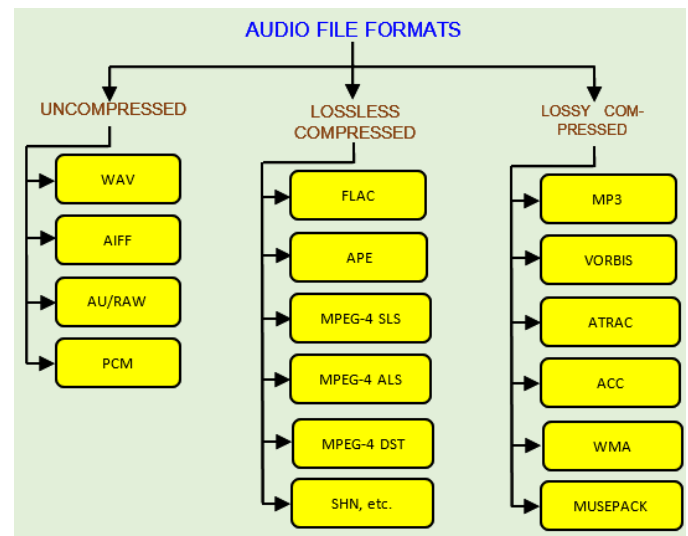 AUDIO FILE FORMATS
UNCOMPRESSED
WAV
AIFF
AU/RAW
PCM
LOSSLESS
COMPRESSED
FLAC
APE
MPEG-4 SLS
MPEG-4 ALS
MPEG-4 DST
SHN, etc.
LOSSY COM-
PRESSED
MP3
VORBIS
ATRAC
ACC
WMA
MUSEPACK